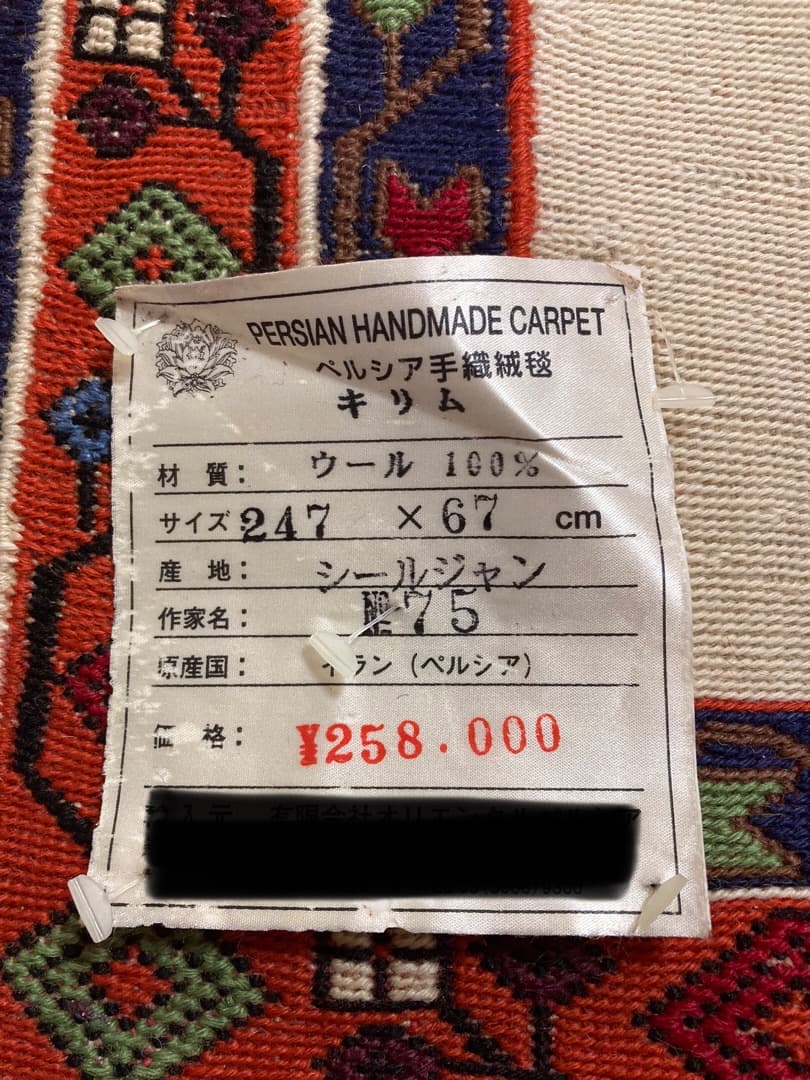 PERSIAN HANDMADE CARPET
ペルシア手織絨毯
キリム
材 質： ウール 100%
サイズ： 247 × 67 cm
産 地： シールジャン
作家名： № 75
原産国： イラン（ペルシア）
価 格： ¥258.000